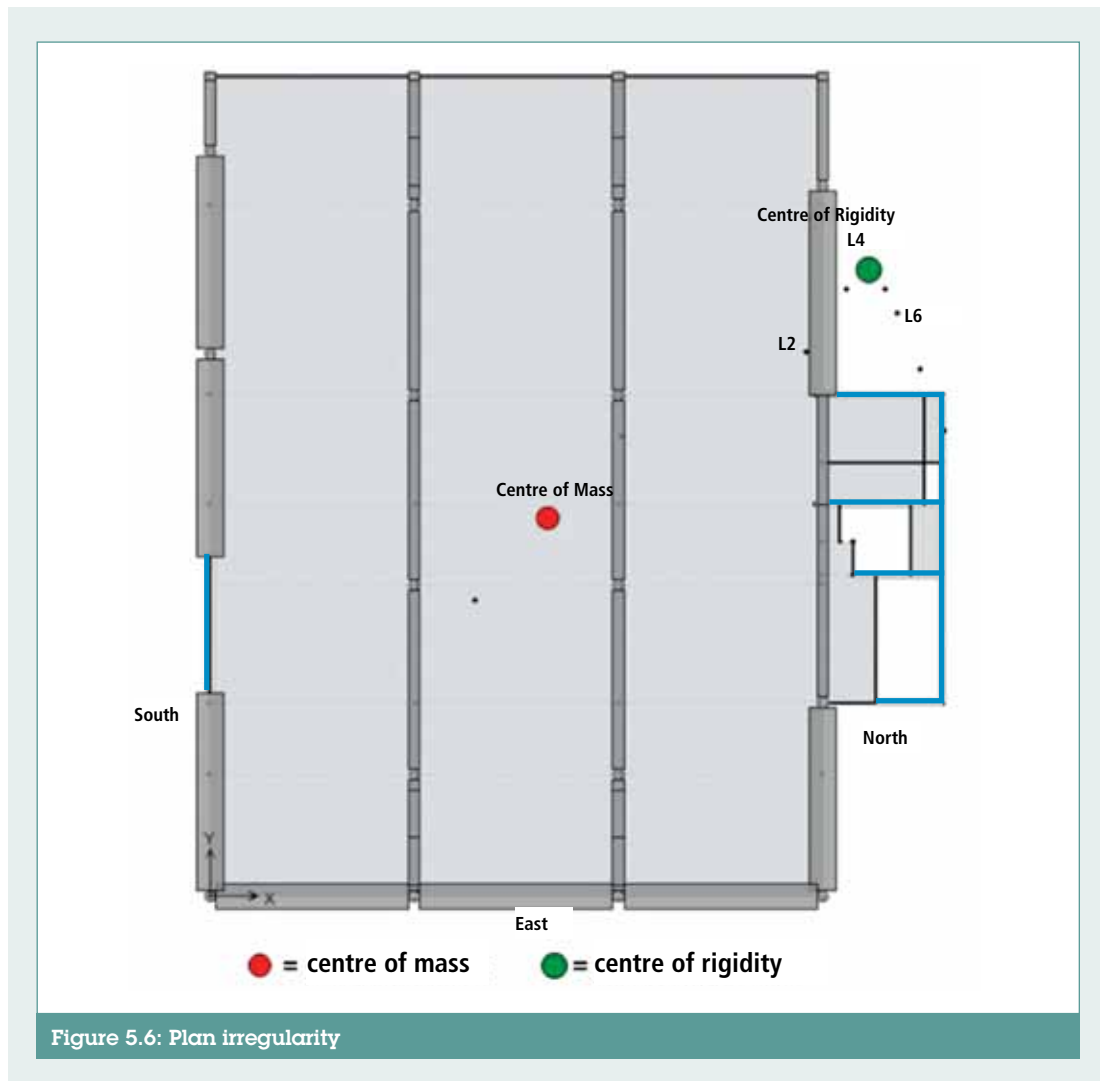 Centre of Rigidity
L4
L6
L2
Centre of Mass
South
North
Y
X
East
= centre of mass
= centre of rigidity
Figure 5.6: Plan irregularity